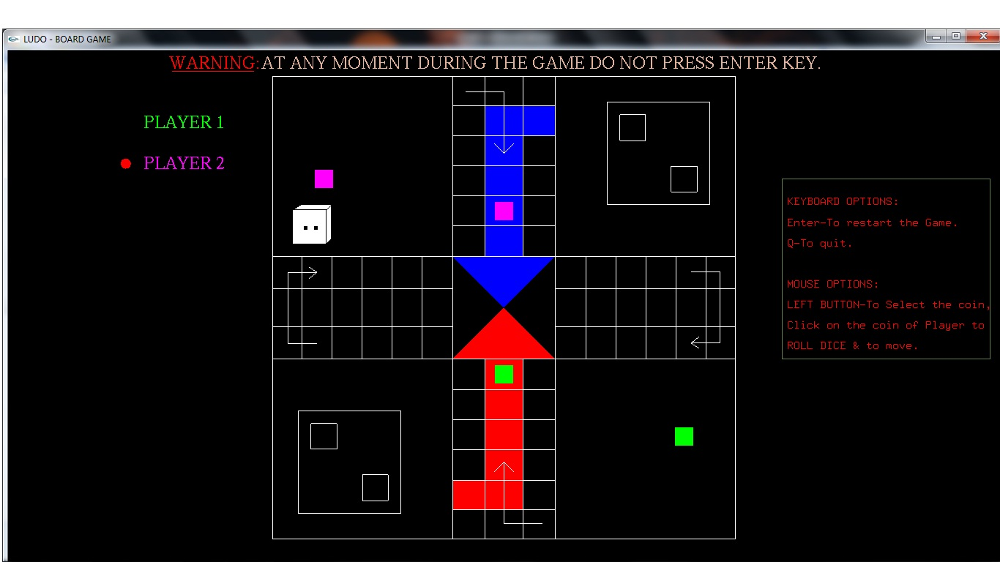 LUDO - BOARD GAME
WARNING:AT ANY MOMENT DURING THE GAME DO NOT PRESS ENTER KEY.
PLAYER 1
PLAYER 2
KEYBOARD OPTIONS:
Enter-To restart the Game.
Q-To quit.
MOUSE OPTIONS:
LEFT BUTTON-To Select the coin,
Click on the coin of Player to
ROLL DICE & to move.